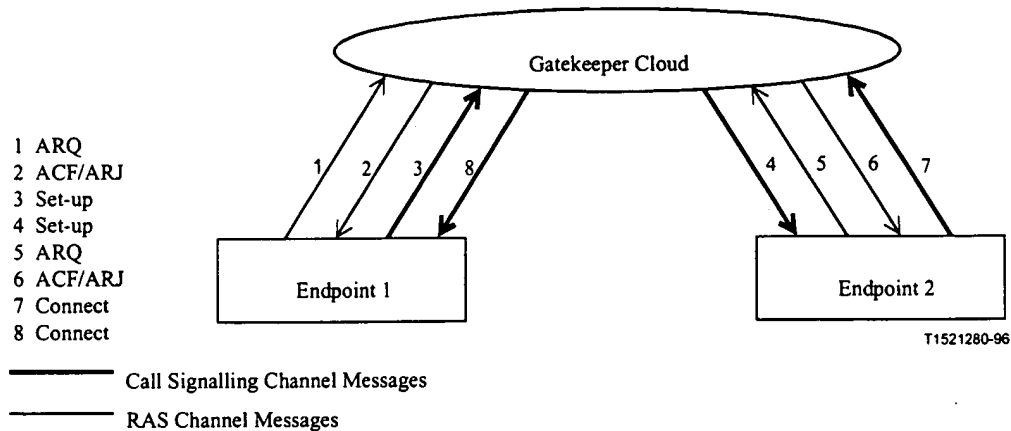 Gatekeeper Cloud
1 ARQ
2 ACF/ARJ
3 Set-up
4 Set-up
5 ARQ
6 ACF/ARJ
7 Connect
8 Connect
1
2
3
8
4
5
6
7
Endpoint 1
Endpoint 2
T1521280-96
Call Signalling Channel Messages
RAS Channel Messages